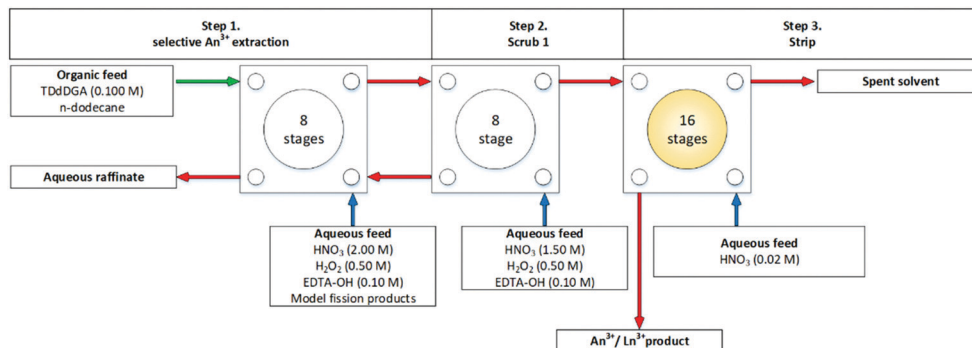 Step 1.
selective An³⁺ extraction
Step 2.
Scrub 1
Step 3.
Strip
Organic feed
TDdDGA (0.100 M)
n-dodecane
8
stages
8
stage
16
stages
Spent solvent
Aqueous raffinate
Aqueous feed
HNO₃ (2.00 M)
H₂O₂ (0.50 M)
EDTA-OH (0.10 M)
Model fission products
Aqueous feed
HNO₃ (1.50 M)
H₂O₂ (0.50 M)
EDTA-OH (0.10 M)
Aqueous feed
HNO₃ (0.02 M)
An³⁺/ Ln³⁺product